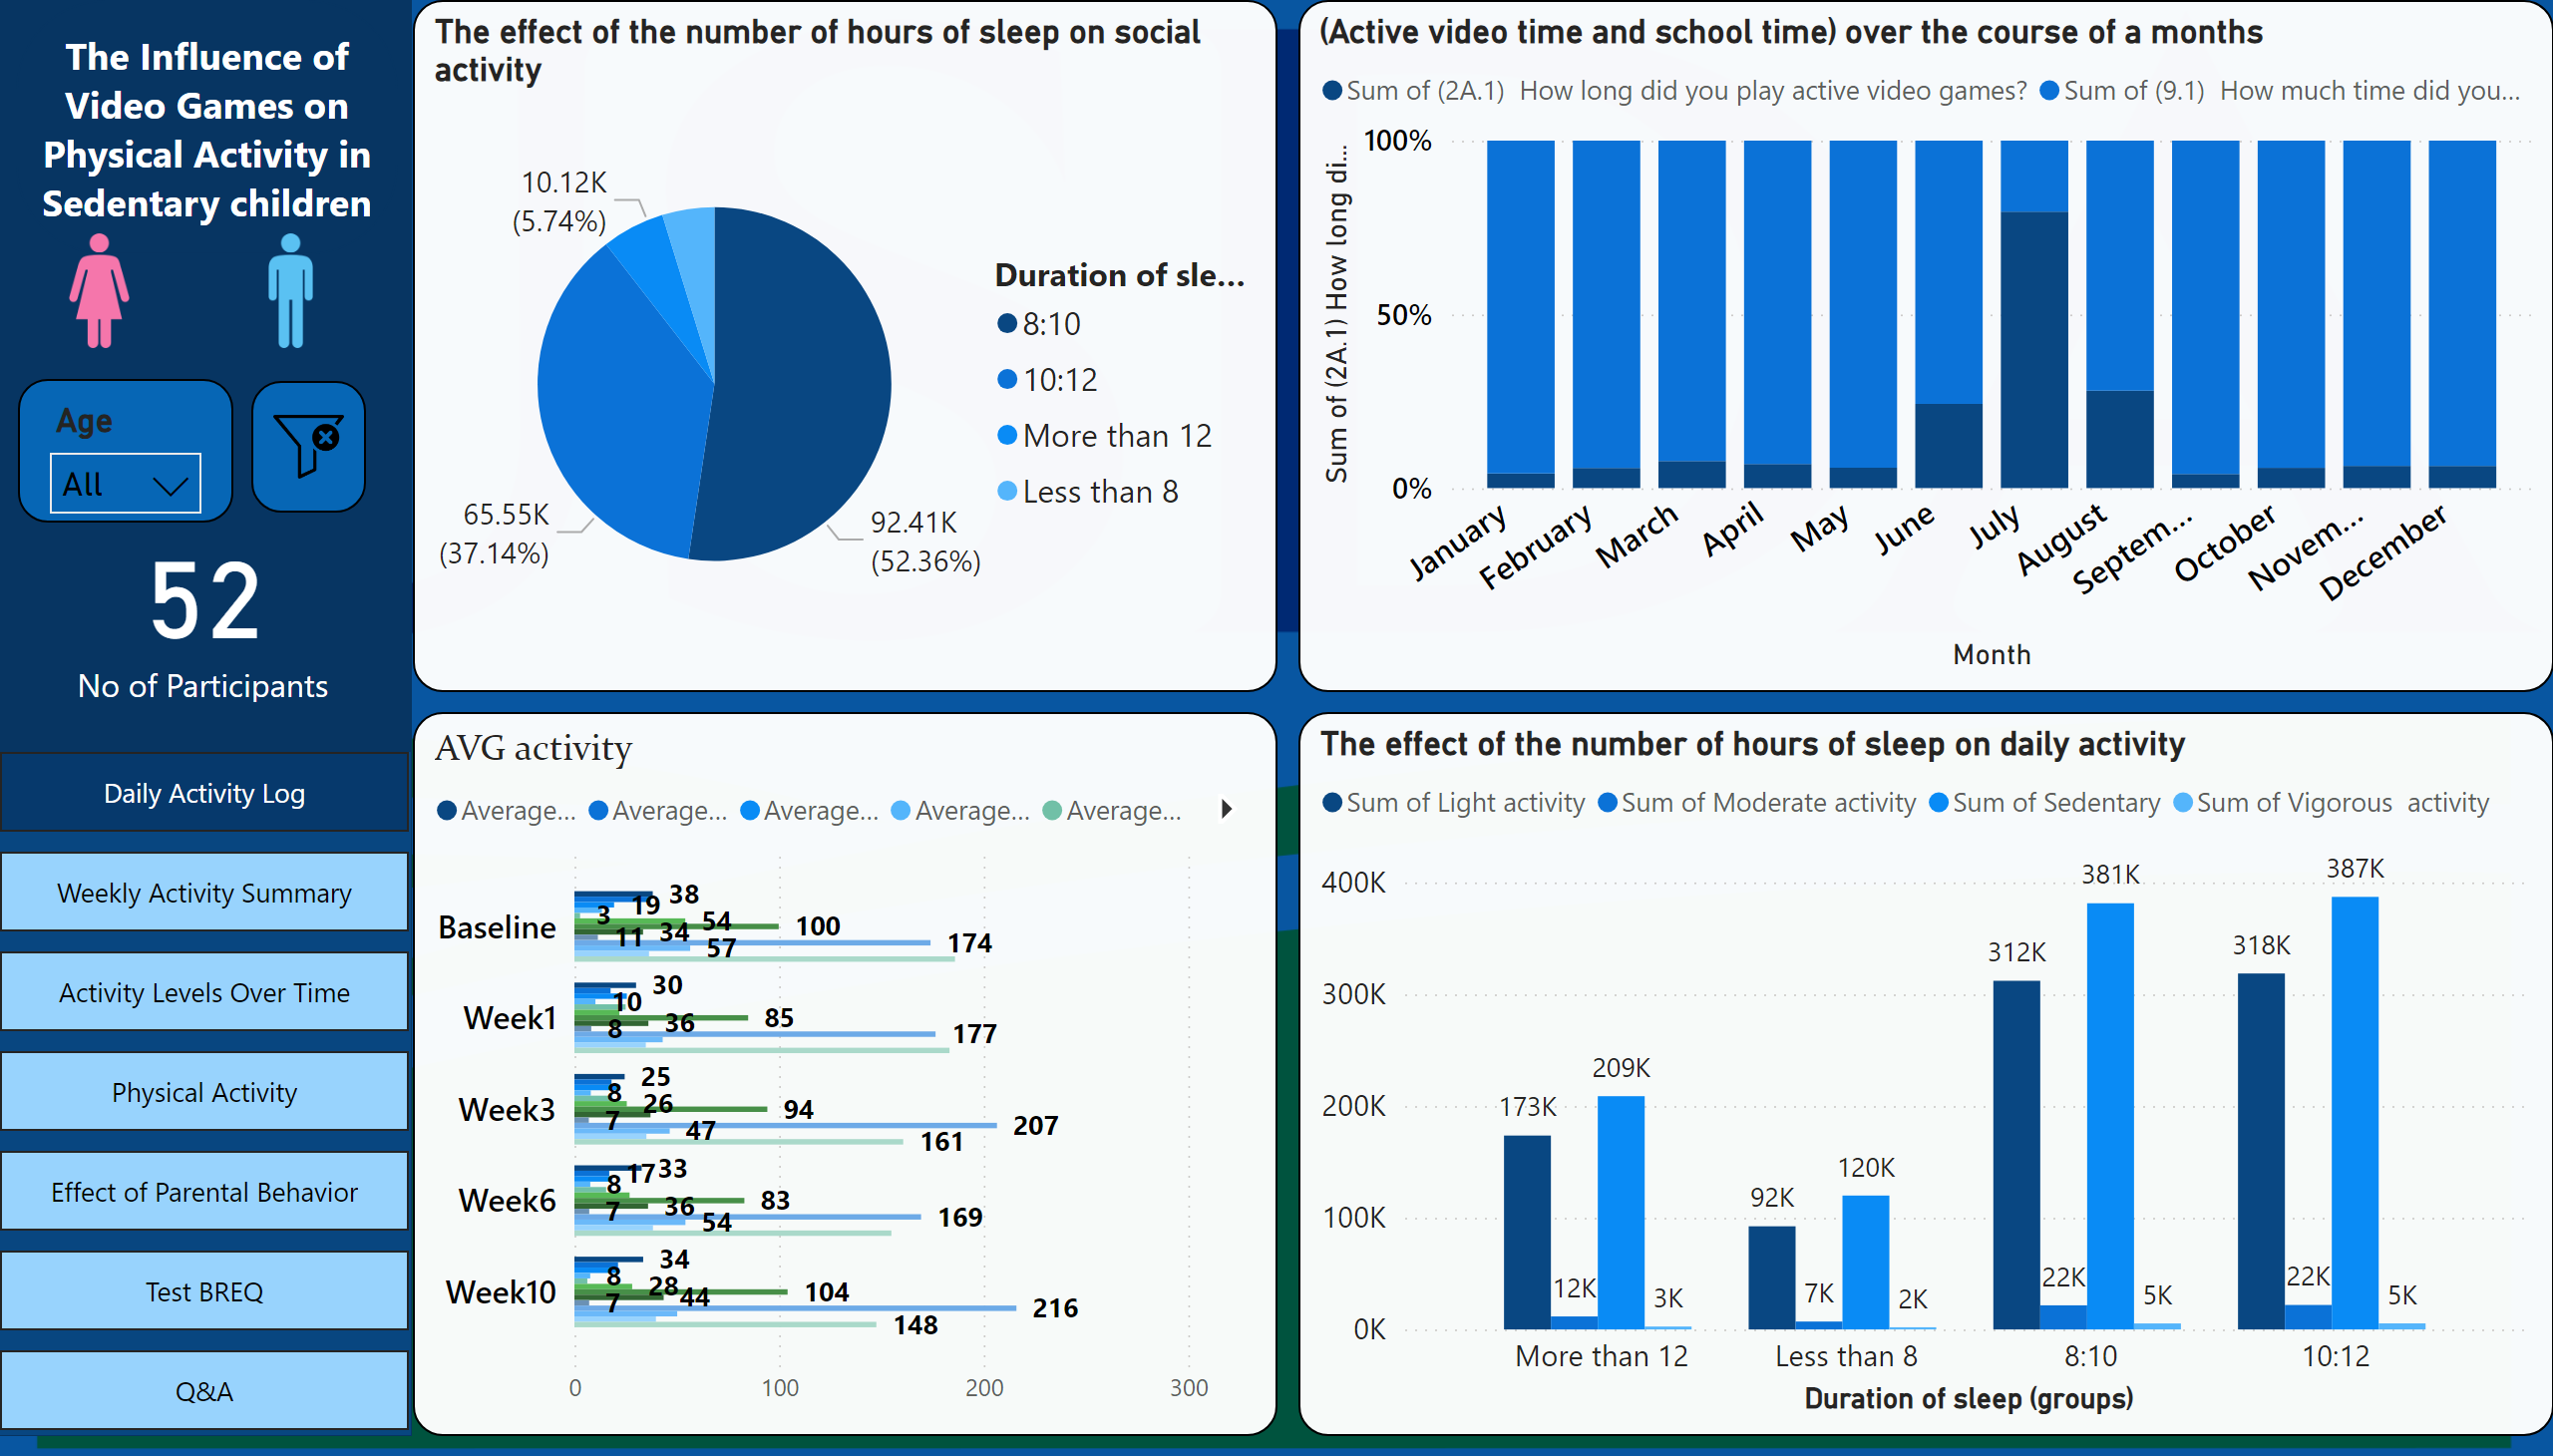 The Influence of
Video Games on
Physical Activity in
Sedentary children
Age
All
52
No of Participants
Daily Activity Log
Weekly Activity Summary
Activity Levels Over Time
Physical Activity
Effect of Parental Behavior
Test BREQ
Q&A
The effect of the number of hours of sleep on social
activity
10.12K
(5.74%)
65.55K
(37.14%)
92.41K
(52.36%)
Duration of sle...
8:10
10:12
More than 12
Less than 8
(Active video time and school time) over the course of a months
Sum of (2A.1) How long did you play active video games? Sum of (9.1) How much time did you...
Sum of (2A.1) How long di...
100%
50%
0%
January February March April May June July August Septem... October Novem... December
Month
AVG activity
Average... Average... Average... Average... Average...
Baseline 38 19 3 54 100 34 11 174 57
Week1 30 10 85 36 8 177
Week3 25 8 26 94 7 207 47 161
Week6 33 17 8 83 36 7 169 54
Week10 34 8 28 104 44 7 216 148
0 100 200 300
The effect of the number of hours of sleep on daily activity
Sum of Light activity Sum of Moderate activity Sum of Sedentary Sum of Vigorous activity
400K
300K
200K
100K
0K
173K 12K 209K 3K
92K 7K 120K 2K
312K 22K 381K 5K
318K 22K 387K 5K
More than 12 Less than 8 8:10 10:12
Duration of sleep (groups)